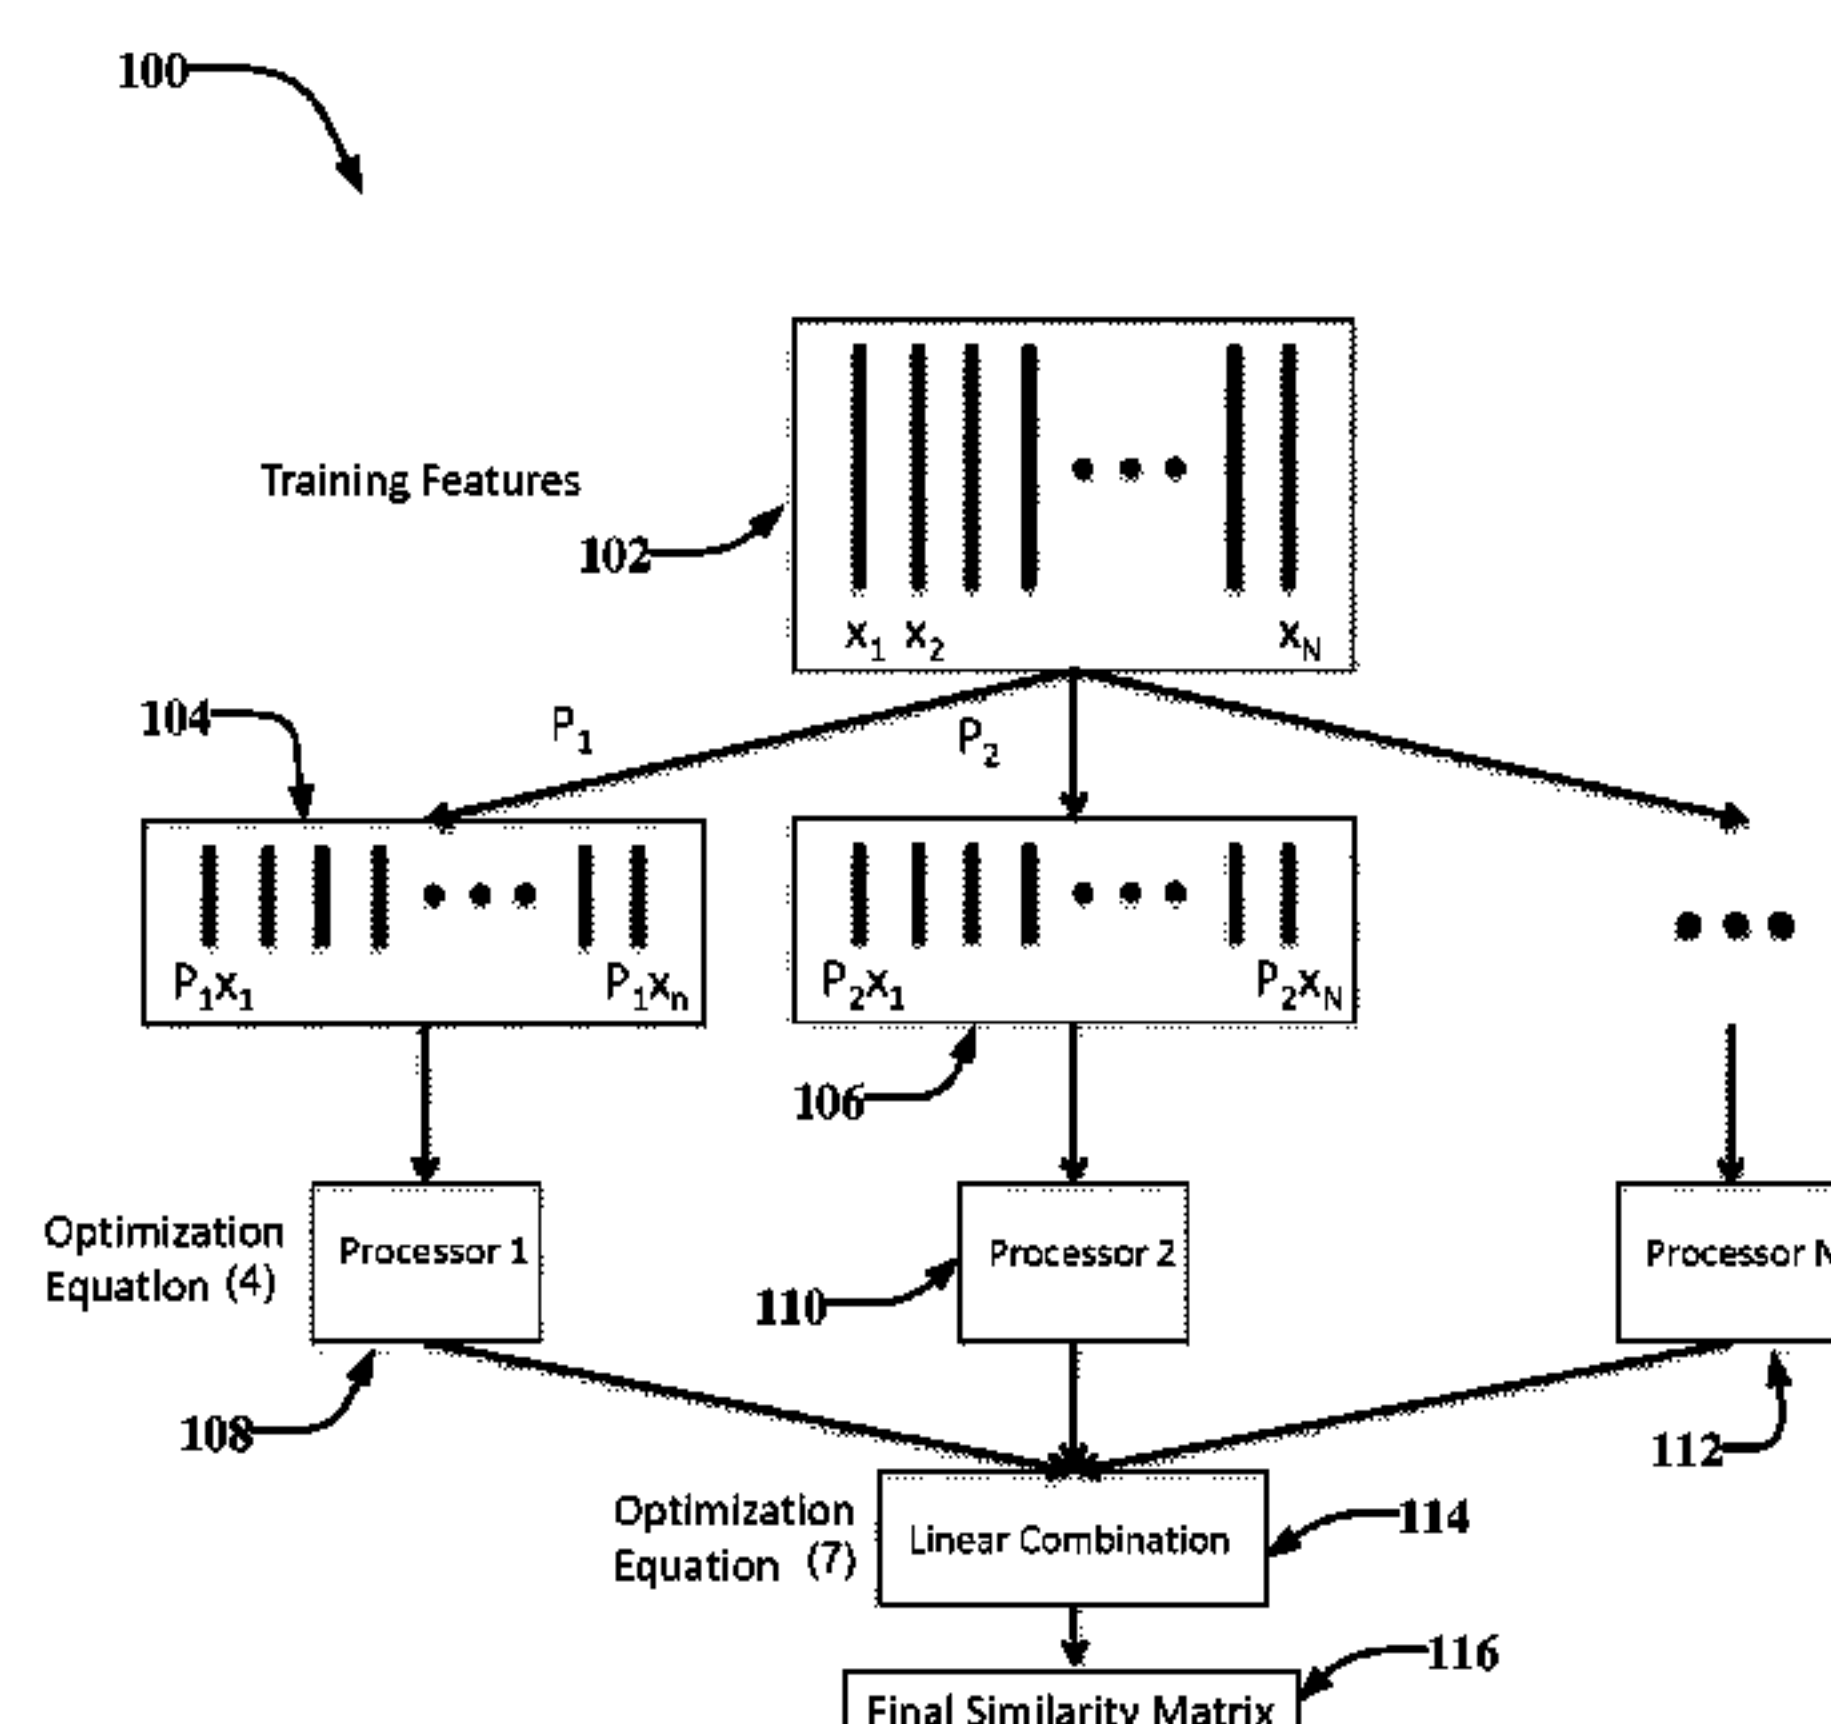 100
Training Features
102
x1 x2 xN
104
P1
P2
P1x1 P1xn
P2x1 P2xN
106
Optimization
Equation (4)
Processor 1
Processor 2
Processor N
110
108
112
Optimization
Equation (7)
Linear Combination
114
116
Final Similarity Matrix